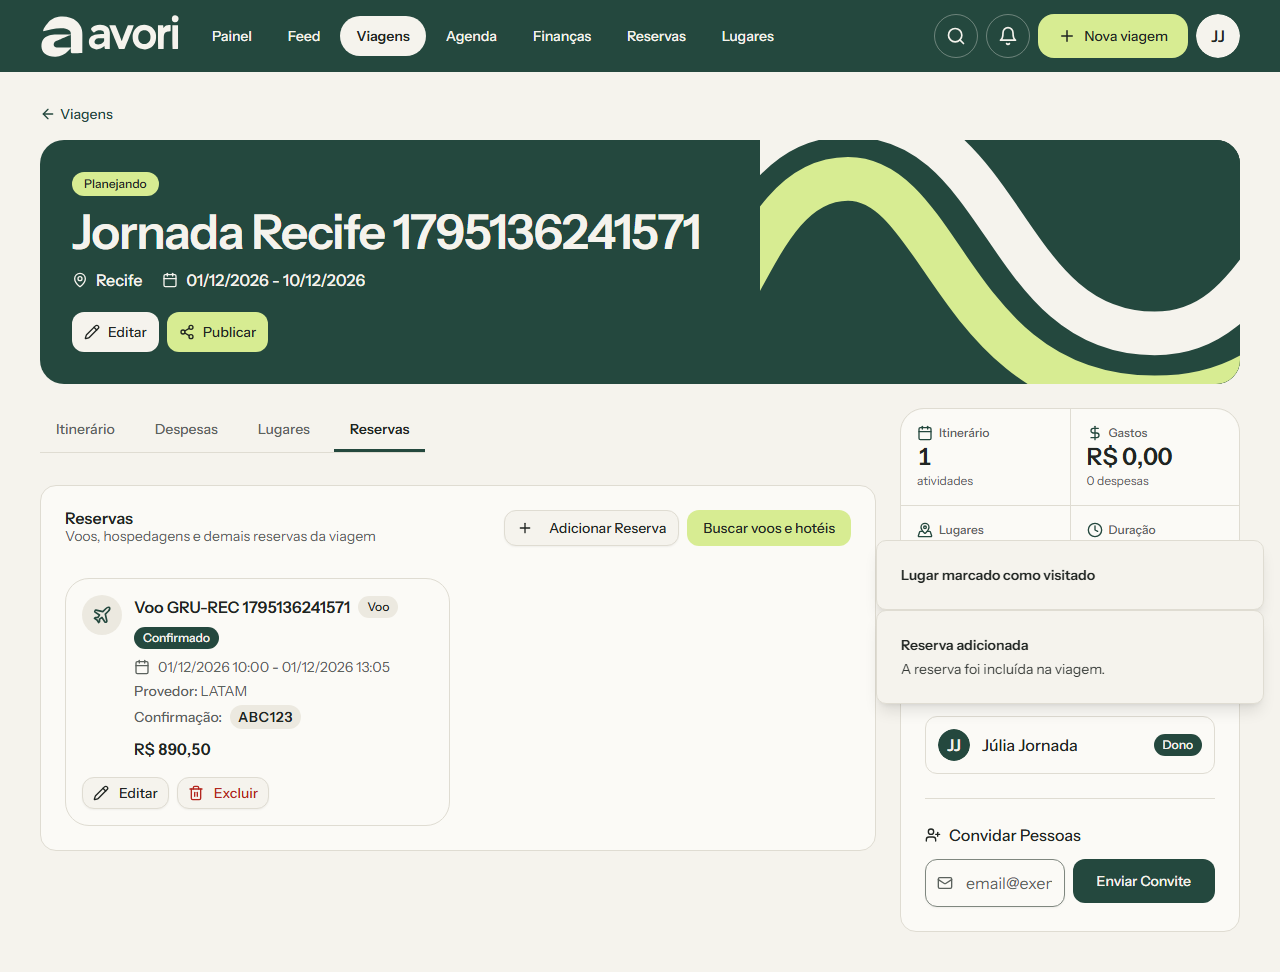 avori
Painel
Feed
Viagens
Agenda
Finanças
Reservas
Lugares
Nova viagem
JJ
Viagens
Planejando
Jornada Recife 1795136241571
Recife
01/12/2026 - 10/12/2026
Editar
Publicar
Itinerário
Despesas
Lugares
Reservas
Itinerário
1
atividades
Gastos
R$ 0,00
0 despesas
Lugares
Duração
Reservas
Voos, hospedagens e demais reservas da viagem
Adicionar Reserva
Buscar voos e hotéis
Voo GRU-REC 1795136241571
Voo
Confirmado
01/12/2026 10:00 - 01/12/2026 13:05
Provedor: LATAM
Confirmação: ABC123
R$ 890,50
Editar
Excluir
Lugar marcado como visitado
Reserva adicionada
A reserva foi incluída na viagem.
JJ
Júlia Jornada
Dono
Convidar Pessoas
email@exer
Enviar Convite